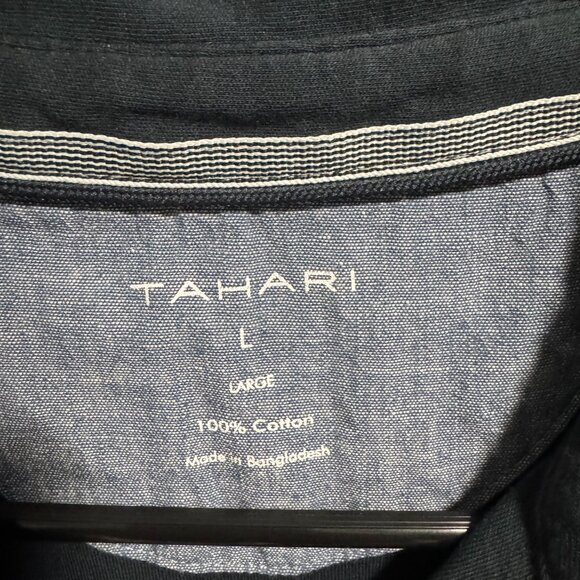 TAHARI
L
LARGE
100% Cotton
Made in Bangladesh